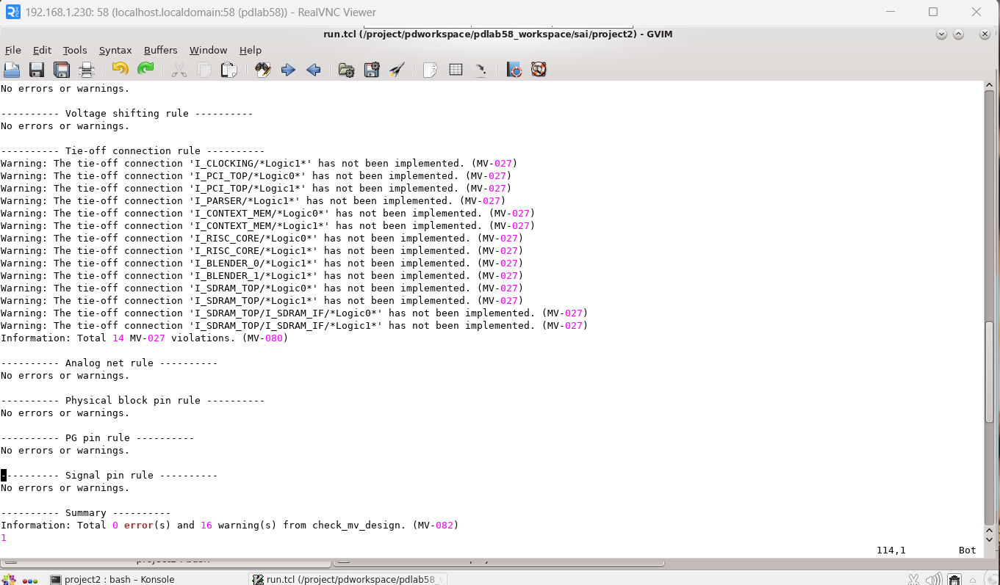 192.168.1.230: 58 (localhost.localdomain:58 (pdlab58)) - RealVNC Viewer
run.tcl (/project/pdworkspace/pdlab58_workspace/sai/project2) - GVIM
File Edit Tools Syntax Buffers Window Help
No errors or warnings.
---------- Voltage shifting rule ----------
No errors or warnings.
---------- Tie-off connection rule ----------
Warning: The tie-off connection 'I_CLOCKING/*Logic1*' has not been implemented. (MV-027)
Warning: The tie-off connection 'I_PCI_TOP/*Logic0*' has not been implemented. (MV-027)
Warning: The tie-off connection 'I_PCI_TOP/*Logic1*' has not been implemented. (MV-027)
Warning: The tie-off connection 'I_PARSER/*Logic1*' has not been implemented. (MV-027)
Warning: The tie-off connection 'I_CONTEXT_MEM/*Logic0*' has not been implemented. (MV-027)
Warning: The tie-off connection 'I_CONTEXT_MEM/*Logic1*' has not been implemented. (MV-027)
Warning: The tie-off connection 'I_RISC_CORE/*Logic0*' has not been implemented. (MV-027)
Warning: The tie-off connection 'I_RISC_CORE/*Logic1*' has not been implemented. (MV-027)
Warning: The tie-off connection 'I_BLENDER_0/*Logic1*' has not been implemented. (MV-027)
Warning: The tie-off connection 'I_BLENDER_1/*Logic1*' has not been implemented. (MV-027)
Warning: The tie-off connection 'I_SDRAM_TOP/*Logic0*' has not been implemented. (MV-027)
Warning: The tie-off connection 'I_SDRAM_TOP/*Logic1*' has not been implemented. (MV-027)
Warning: The tie-off connection 'I_SDRAM_TOP/I_SDRAM_IF/*Logic0*' has not been implemented. (MV-027)
Warning: The tie-off connection 'I_SDRAM_TOP/I_SDRAM_IF/*Logic1*' has not been implemented. (MV-027)
Information: Total 14 MV-027 violations. (MV-080)
---------- Analog net rule ----------
No errors or warnings.
---------- Physical block pin rule ----------
No errors or warnings.
---------- PG pin rule ----------
No errors or warnings.
---------- Signal pin rule ----------
No errors or warnings.
---------- Summary ----------
Information: Total 0 error(s) and 16 warning(s) from check_mv_design. (MV-082)
1
114,1 Bot
project2 : bash – Konsole
run.tcl (/project/pdworkspace/pdlab58_